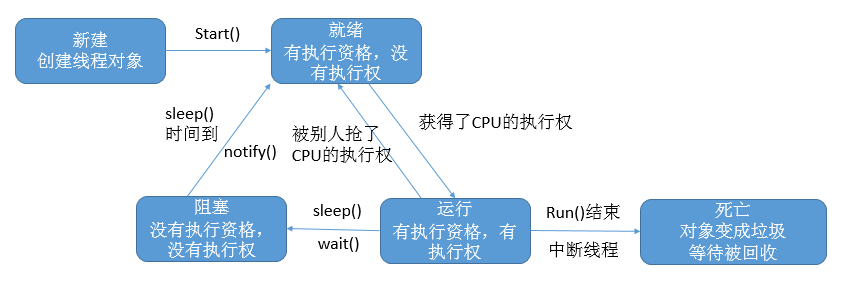 新建
创建线程对象
Start()
就绪
有执行资格，没
有执行权
sleep()
时间到
notify()
被别人抢了
CPU的执行权
获得了CPU的执行权
阻塞
没有执行资格，
没有执行权
sleep()
wait()
运行
有执行资格，有
执行权
Run()结束
中断线程
死亡
对象变成垃圾
等待被回收